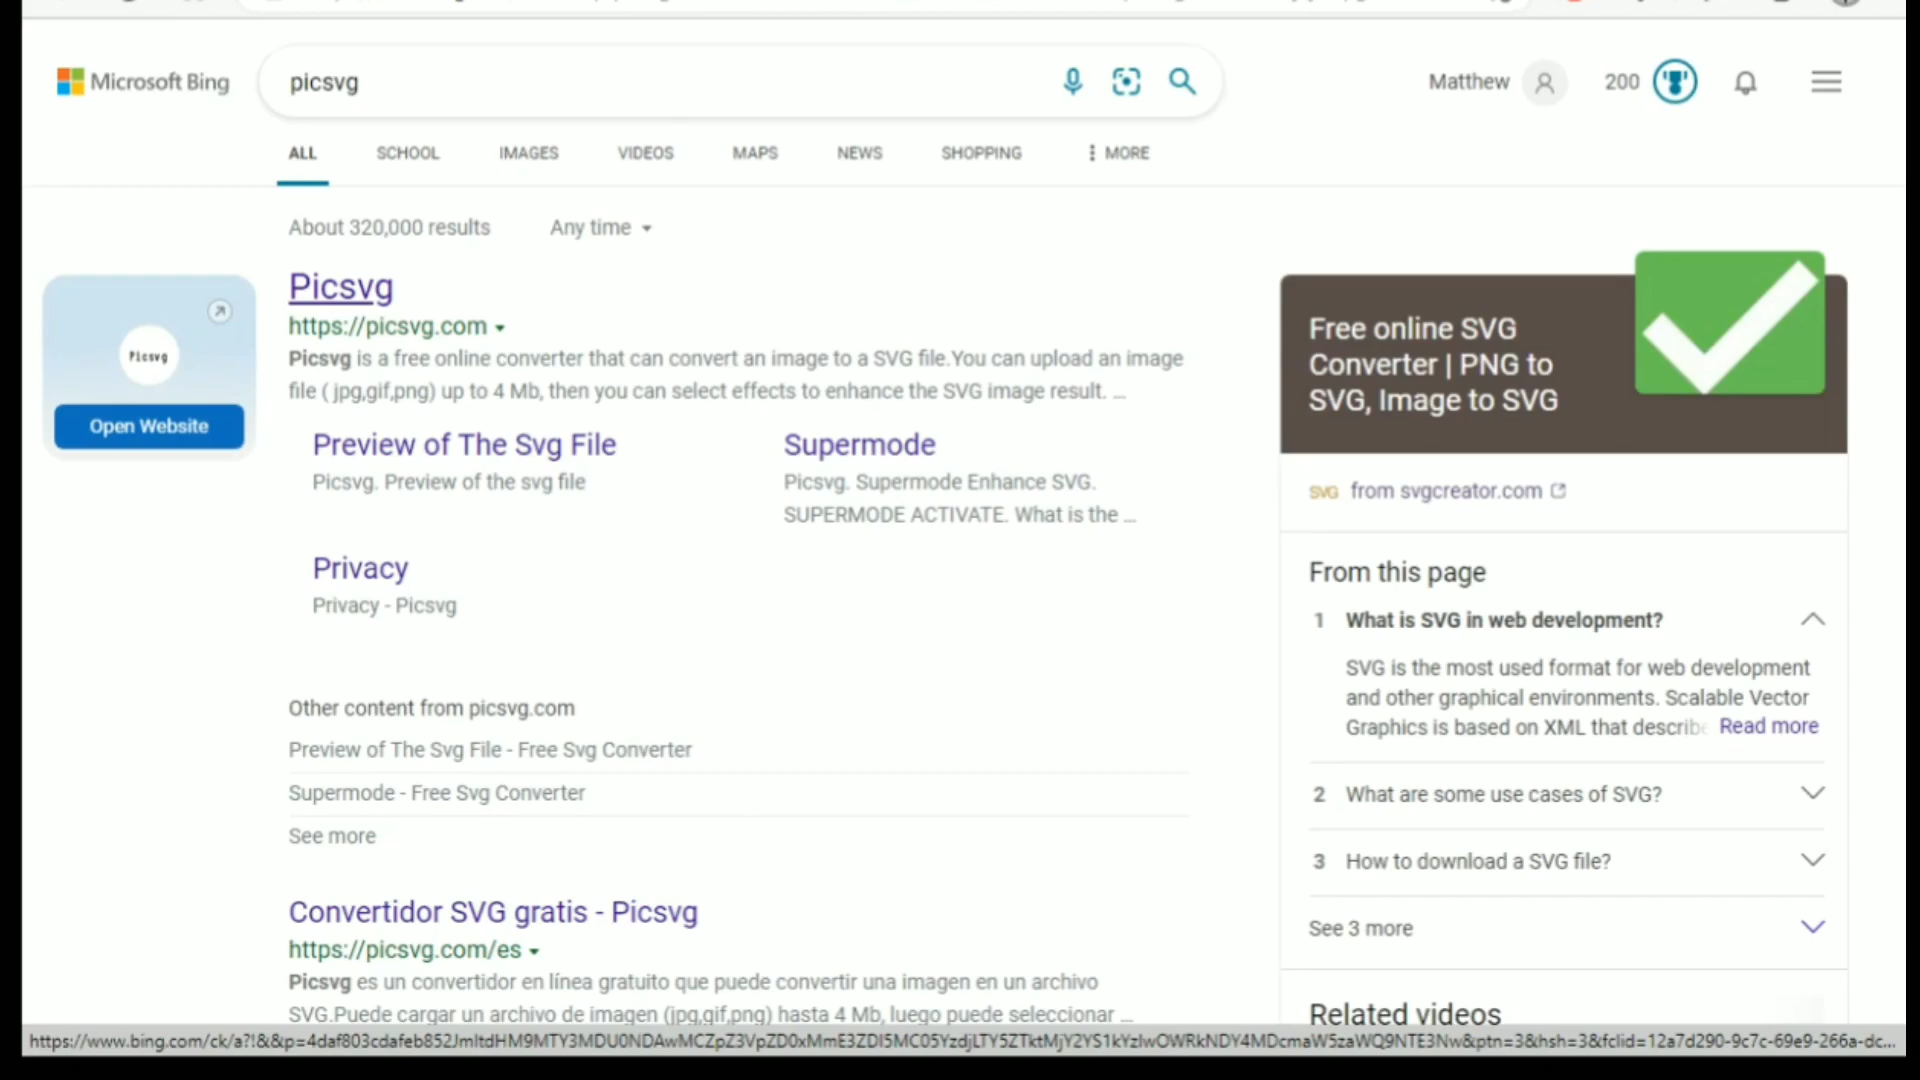 Microsoft Bing
picsvg
Matthew
200
ALL
SCHOOL
IMAGES
VIDEOS
MAPS
NEWS
SHOPPING
MORE
About 320,000 results
Any time
Picsvg
Open Website
Picsvg
https://picsvg.com
Picsvg is a free online converter that can convert an image to a SVG file.You can upload an image
file ( jpg,gif,png) up to 4 Mb, then you can select effects to enhance the SVG image result. ...
Preview of The Svg File
Picsvg. Preview of the svg file
Supermode
Picsvg. Supermode Enhance SVG.
SUPERMODE ACTIVATE. What is the ...
Privacy
Privacy - Picsvg
Other content from picsvg.com
Preview of The Svg File - Free Svg Converter
Supermode - Free Svg Converter
See more
Convertidor SVG gratis - Picsvg
https://picsvg.com/es
Picsvg es un convertidor en línea gratuito que puede convertir una imagen en un archivo
SVG.Puede cargar un archivo de imagen (jpg,gif,png) hasta 4 Mb, luego puede seleccionar ...
Free online SVG
Converter | PNG to
SVG, Image to SVG
SVG from svgcreator.com
From this page
1 What is SVG in web development?
SVG is the most used format for web development
and other graphical environments. Scalable Vector
Graphics is based on XML that describe Read more
2 What are some use cases of SVG?
3 How to download a SVG file?
See 3 more
Related videos